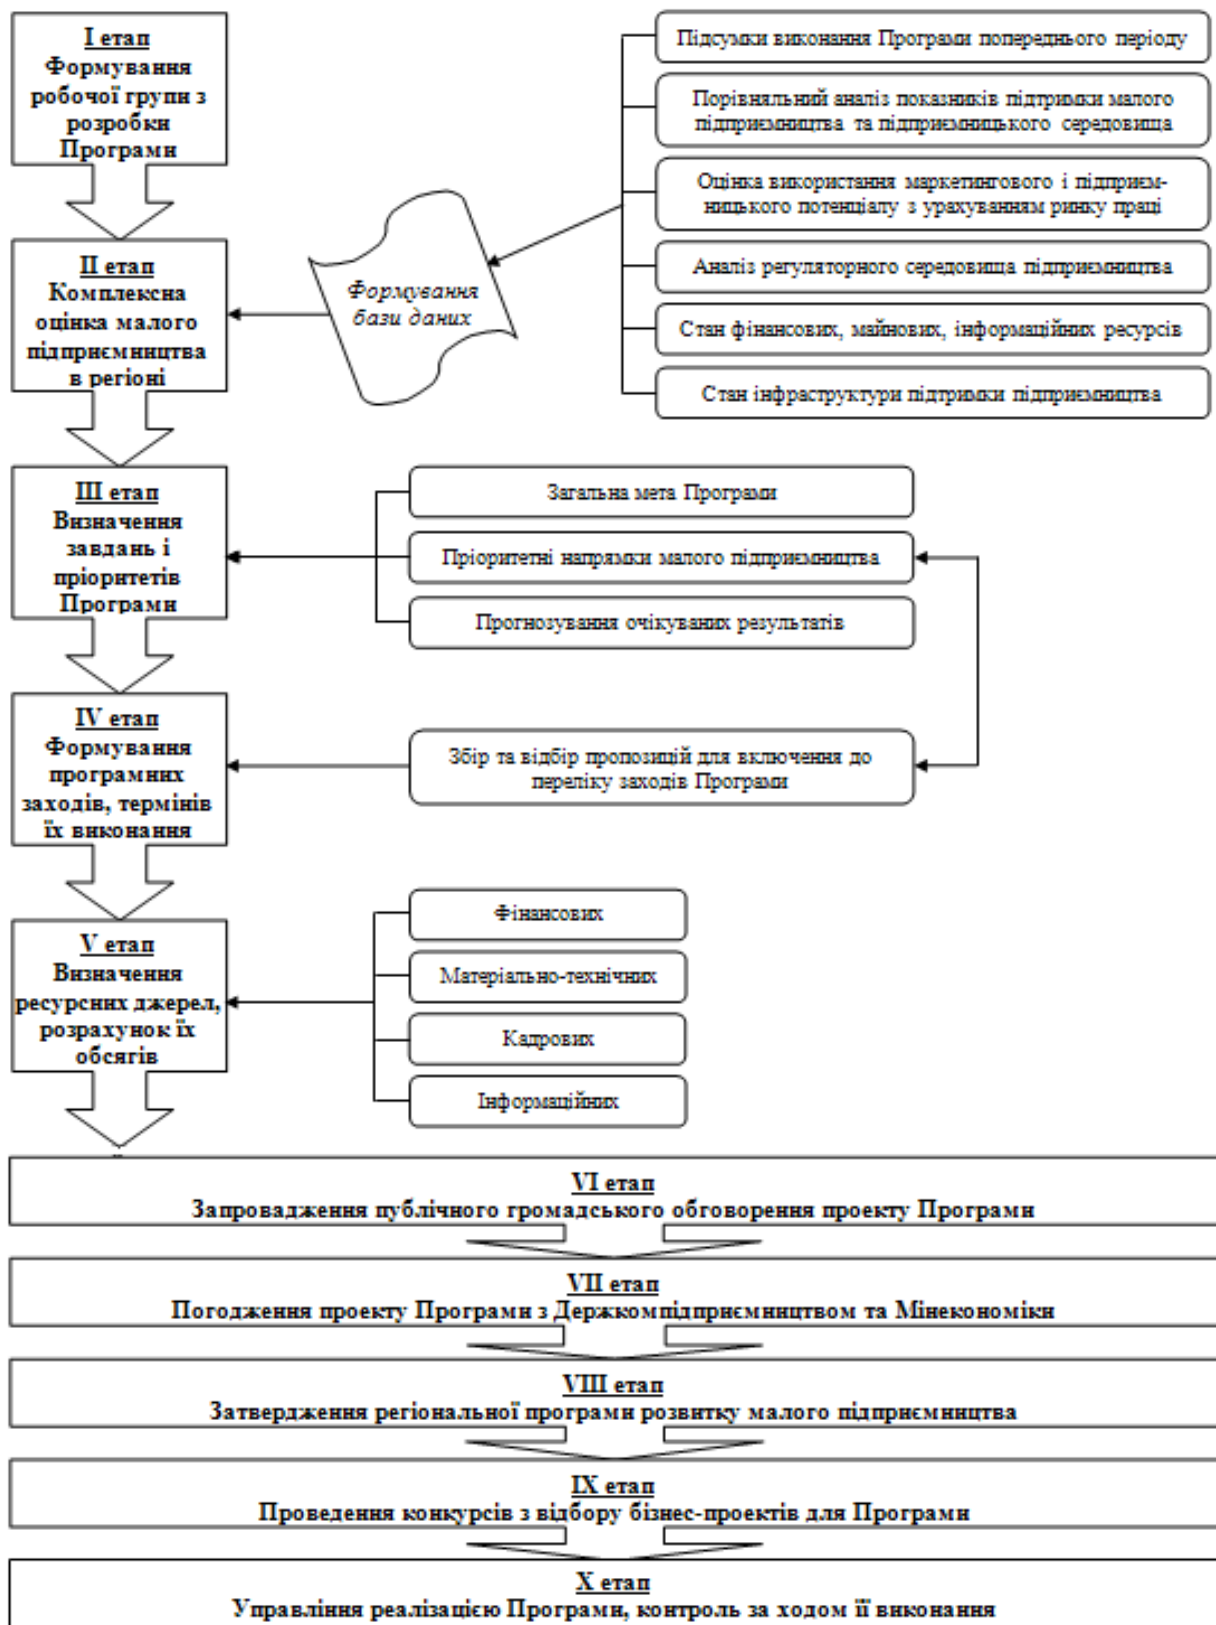 I етап
Формування
робочої групи з
розробки
Програми
Підсумки виконання Програми попереднього періоду
Порівняльний аналіз показників підтримки малого
підприємництва та підприємницького середовища
Оцінка використання маркетингового і підприєм-
ницького потенціалу з урахуванням ринку праці
Аналіз регуляторного середовища підприємництва
Стан фінансових, майнових, інформаційних ресурсів
Стан інфраструктури підтримки підприємництва
Формування
бази даних
II етап
Комплексна
оцінка малого
підприємництва
в регіоні
III етап
Визначення
завдань і
пріоритетів
Програми
Загальна мета Програми
Пріоритетні напрямки малого підприємництва
Прогнозування очікуваних результатів
IV етап
Формування
програмних
заходів, термінів
їх виконання
Збір та відбір пропозицій для включення до
переліку заходів Програми
V етап
Визначення
ресурсних джерел,
розрахунок їх
обсягів
Фінансових
Матеріально-технічних
Кадрових
Інформаційних
VI етап
Запровадження публічного громадського обговорення проекту Програми
VII етап
Погодження проекту Програми з Держкомпідприємництвом та Мінекономіки
VIII етап
Затвердження регіональної програми розвитку малого підприємництва
IX етап
Проведення конкурсів з відбору бізнес-проектів для Програми
X етап
Управління реалізацією Програми, контроль за ходом її виконання